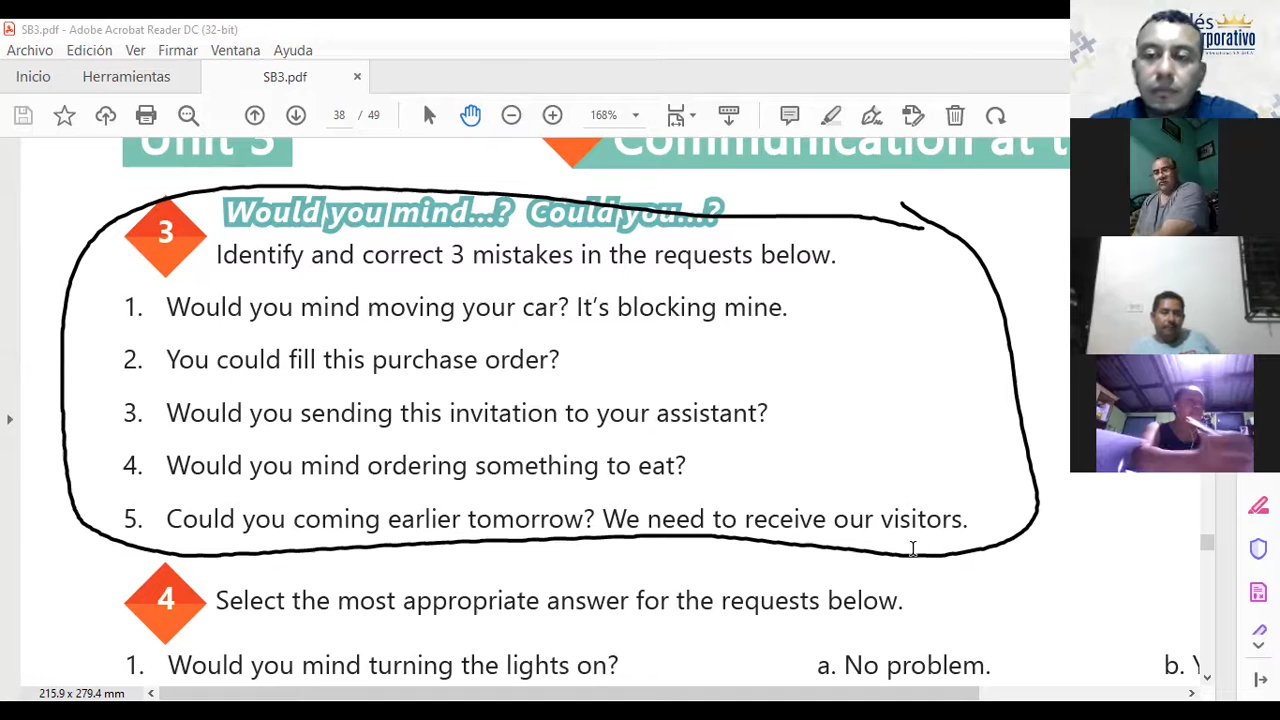 SB3.pdf - Adobe Acrobat Reader DC (32-bit)
Archivo Edición Ver Firmar Ventana Ayuda
Inicio Herramientas SB3.pdf ×
38 / 49 168%
Unit 5 Communication at t
3 Would you mind...? Could you...?
Identify and correct 3 mistakes in the requests below.
1. Would you mind moving your car? It’s blocking mine.
2. You could fill this purchase order?
3. Would you sending this invitation to your assistant?
4. Would you mind ordering something to eat?
5. Could you coming earlier tomorrow? We need to receive our visitors.
4 Select the most appropriate answer for the requests below.
1. Would you mind turning the lights on? a. No problem. b.
215.9 x 279.4 mm